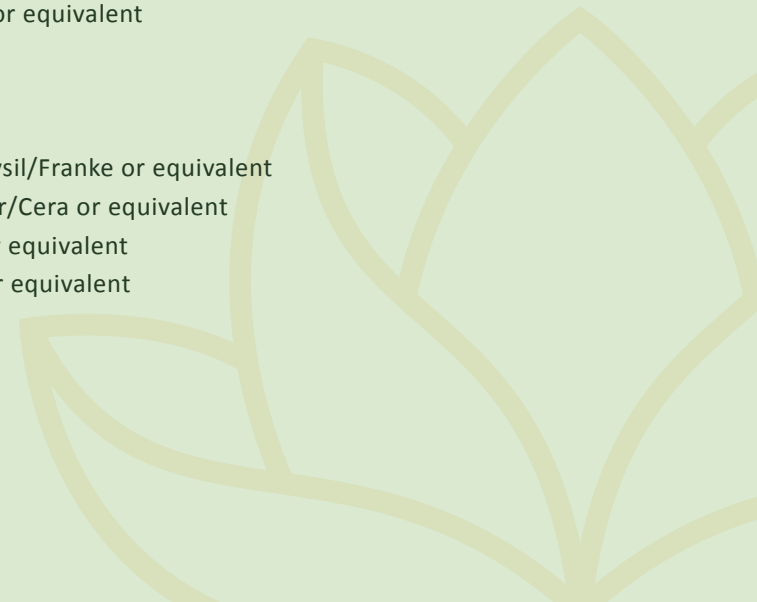 or equivalent
sil/Franke or equivalent
r/Cera or equivalent
equivalent
r equivalent